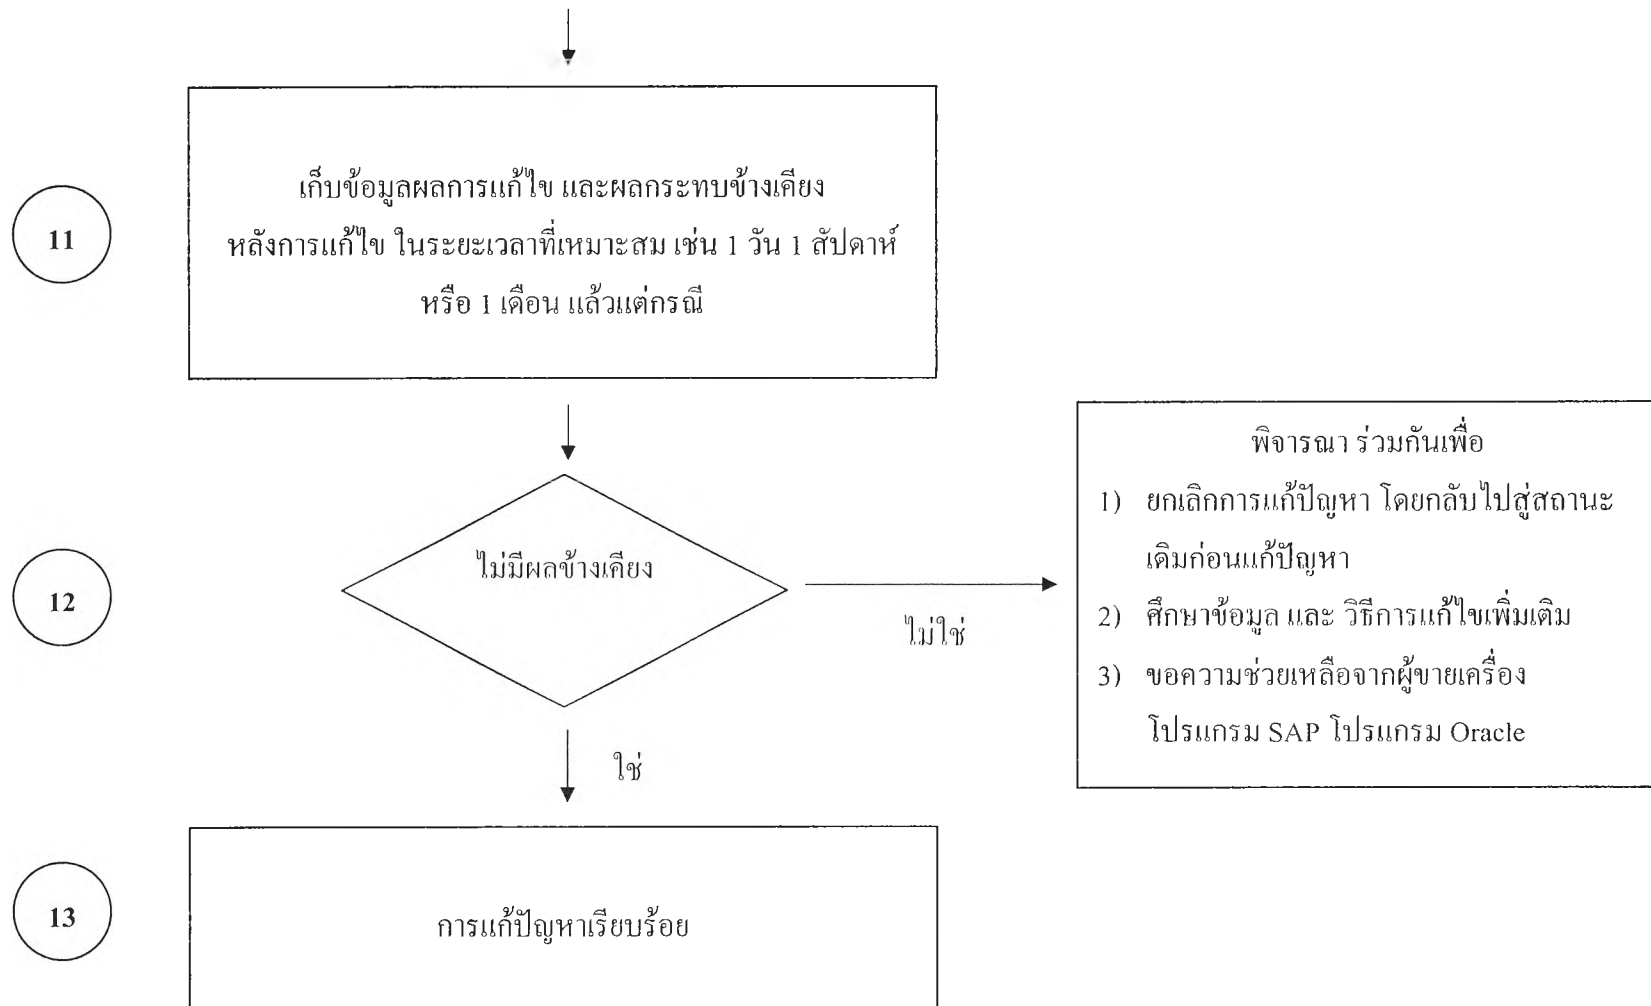 11
เก็บข้อมูลผลการแก้ไข และผลกระทบข้างเคียง
หลังการแก้ไข ในระยะเวลาที่เหมาะสม เช่น 1 วัน 1 สัปดาห์
หรือ 1 เดือน แล้วแต่กรณี
12
ไม่มีผลข้างเคียง
ไม่ใช่
ใช่
พิจารณา ร่วมกันเพื่อ
1) ยกเลิกการแก้ปัญหา โดยกลับไปสู่สถานะ
เดิมก่อนแก้ปัญหา
2) ศึกษาข้อมูล และ วิธีการแก้ไขเพิ่มเติม
3) ขอความช่วยเหลือจากผู้ขายเครื่อง
โปรแกรม SAP โปรแกรม Oracle
13
การแก้ปัญหาเรียบร้อย